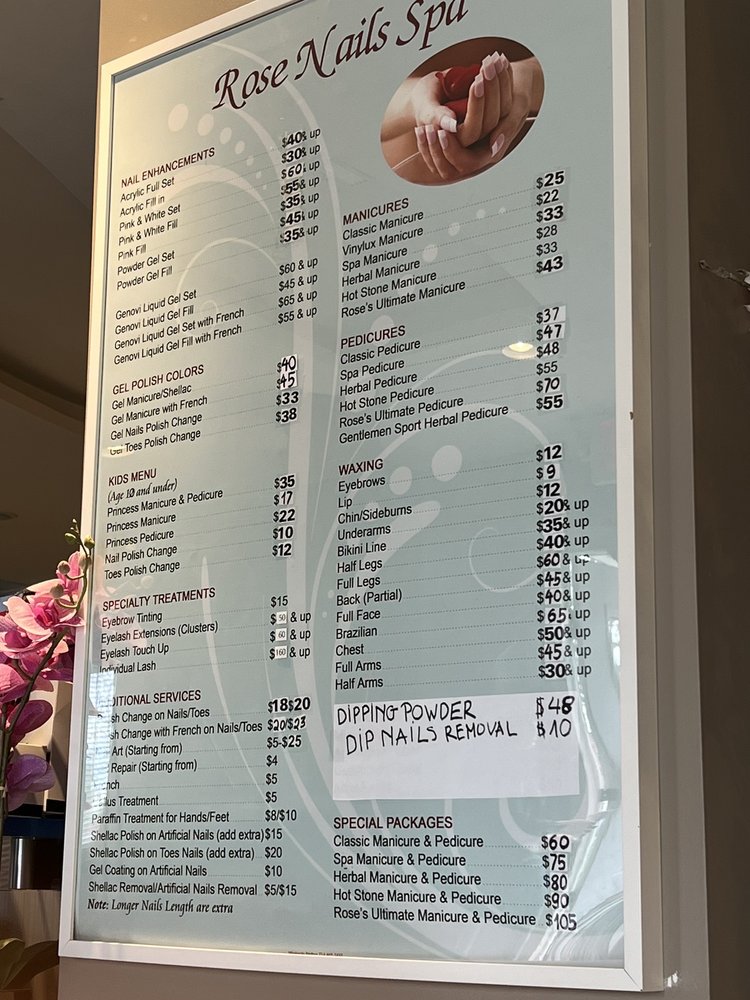 Rose Nails Spa
NAIL ENHANCEMENTS
Acrylic Full Set $40 & up
Acrylic Fill in $30 & up
Pink & White Set $60 & up
Pink & White Fill $55 & up
Pink Fill $35 & up
Powder Gel Set $45 & up
Powder Gel Fill $35 & up
Genovi Liquid Gel Set $60 & up
Genovi Liquid Gel Fill $45 & up
Genovi Liquid Gel Set with French $65 & up
Genovi Liquid Gel Fill with French $55 & up
GEL POLISH COLORS
Gel Manicure/Shellac $40
Gel Manicure with French $45
Gel Nails Polish Change $33
Gel Toes Polish Change $38
KIDS MENU
(Age 10 and under)
Princess Manicure & Pedicure $35
Princess Manicure $17
Princess Pedicure $22
Nail Polish Change $10
Toes Polish Change $12
SPECIALTY TREATMENTS
Eyebrow Tinting $15
Eyelash Extensions (Clusters) $50 & up
Eyelash Touch Up $60 & up
Individual Lash $160 & up
SERVICES
Change on Nails/Toes $18$20
Change with French on Nails/Toes $20/$23
Art (Starting from) $5-$25
Repair (Starting from) $4
$5
Treatment $5
Paraffin Treatment for Hands/Feet $8/$10
Shellac Polish on Artificial Nails (add extra) $15
Shellac Polish on Toes Nails (add extra) $20
Gel Coating on Artificial Nails $10
Shellac Removal/Artificial Nails Removal $5/$15
Note: Longer Nails Length are extra
MANICURES
Classic Manicure $25
Vinylux Manicure $22
Spa Manicure $33
Herbal Manicure $28
Hot Stone Manicure $33
Rose's Ultimate Manicure $43
PEDICURES
Classic Pedicure $37
Spa Pedicure $47
Herbal Pedicure $48
Hot Stone Pedicure $55
Rose's Ultimate Pedicure $70
Gentlemen Sport Herbal Pedicure $55
WAXING
Eyebrows $12
Lip $9
Chin/Sideburns $12
Underarms $20 & up
Bikini Line $35 & up
Half Legs $40 & up
Full Legs $60 & up
Back (Partial) $45 & up
Full Face $40 & up
Brazilian $65 & up
Chest $50 & up
Full Arms $45 & up
Half Arms $30 & up
DIPPING POWDER $48
DIP NAILS REMOVAL $10
SPECIAL PACKAGES
Classic Manicure & Pedicure $60
Spa Manicure & Pedicure $75
Herbal Manicure & Pedicure $80
Hot Stone Manicure & Pedicure $90
Rose's Ultimate Manicure & Pedicure $105